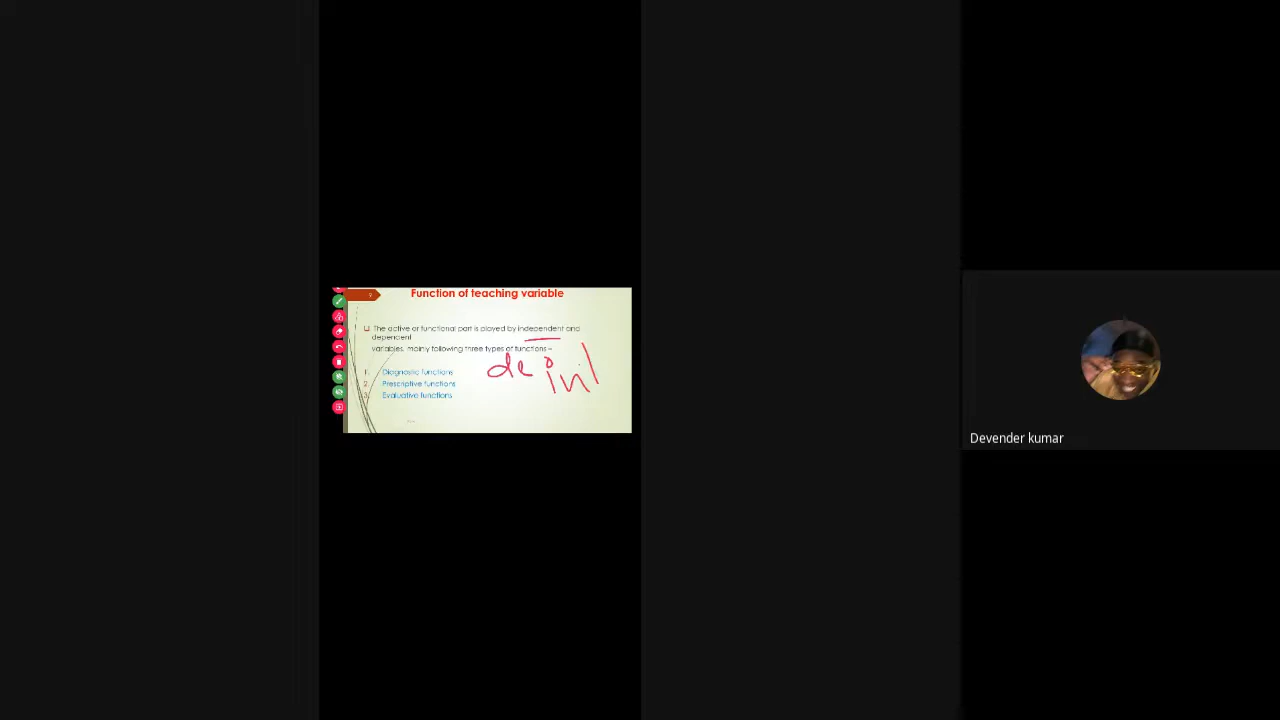 9
Function of teaching variable
❑ The active or functional part is played by independent and
dependent
variables, mainly following three types of functions –
1. Diagnostic functions
2. Prescriptive functions
3. Evaluative functions
de
Devender kumar